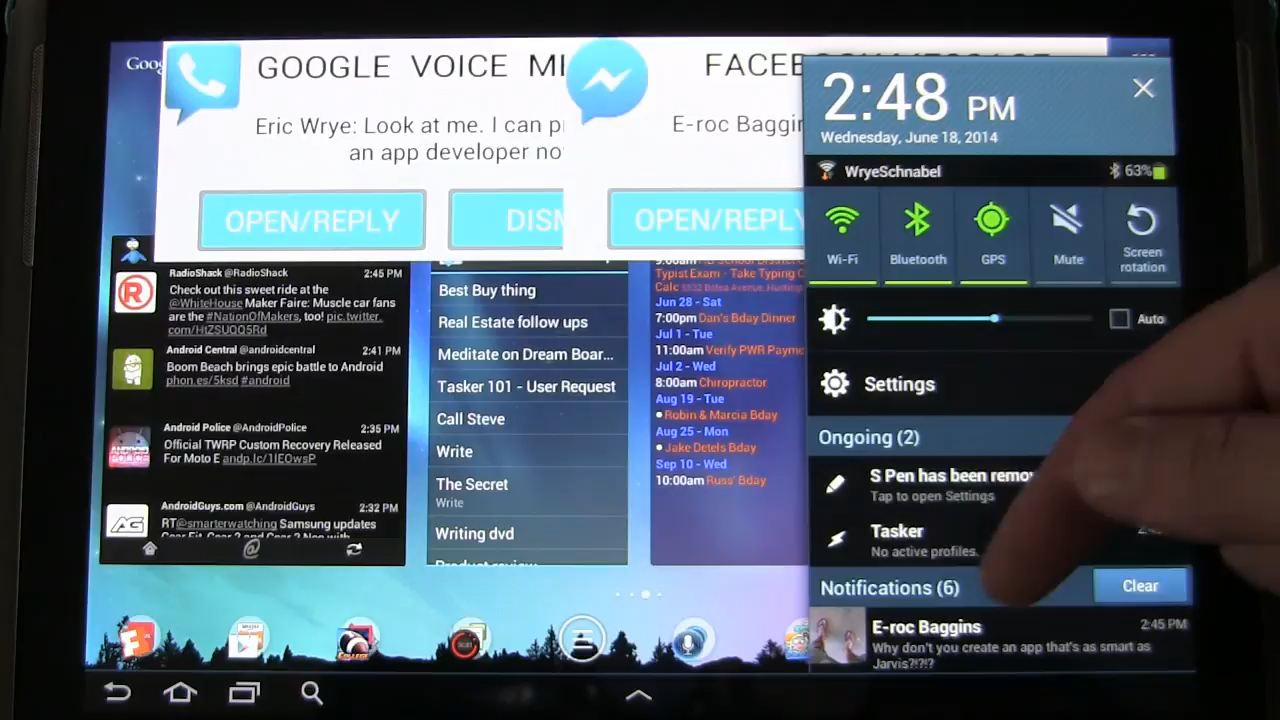 Goo
GOOGLE VOICE
Eric Wrye: Look at me. I can
an app developer
OPEN/REPLY
E-roc
OPEN/REPLY
2:48 PM
Wednesday, June 18, 2014
WryeSchnabel
63%
Wi-Fi
Bluetooth
GPS
Mute
Screen
rotation
Auto
Settings
Ongoing (2)
S Pen has been
Tap to open Settings
Tasker
No active profiles.
Notifications (6)
Clear
E-roc Baggins
2:45 PM
Why don't you create an app that's as smart as
Jarvis?!?!?
RadioShack @RadioShack
2:45 PM
Check out this sweet ride at the
@WhiteHouse Maker Faire: Muscle car fans
are the #NationOfMakers, too! pic.twitter.
com/HtZSUQQ5Rd
Android Central @androidcentral
2:41 PM
Boom Beach brings epic battle to Android
phon.es/5ksd #android
Android Police @AndroidPolice
2:35 PM
Official TWRP Custom Recovery Released
For Moto E andp.lc/1IEOwsP
AndroidGuys.com @AndroidGuys
2:32 PM
RT@smarterwatching Samsung updates
Best Buy thing
Real Estate follow ups
Meditate on Dream Boar...
Tasker 101 - User Request
Call Steve
Write
The Secret
Write
Writing dvd
Product review
Typist Exam - Take Typing
Calc
Jun 28 - Sat
7:00pm Dan's Bday Dinner
Jul 1 - Tue
11:00am Verify PWR
Jul 2 - Wed
8:00am Chiropractor
Aug 19 - Tue
Robin & Marcia Bday
Aug 25 - Mon
Jake Detels Bday
Sep 10 - Wed
10:00am Russ' Bday